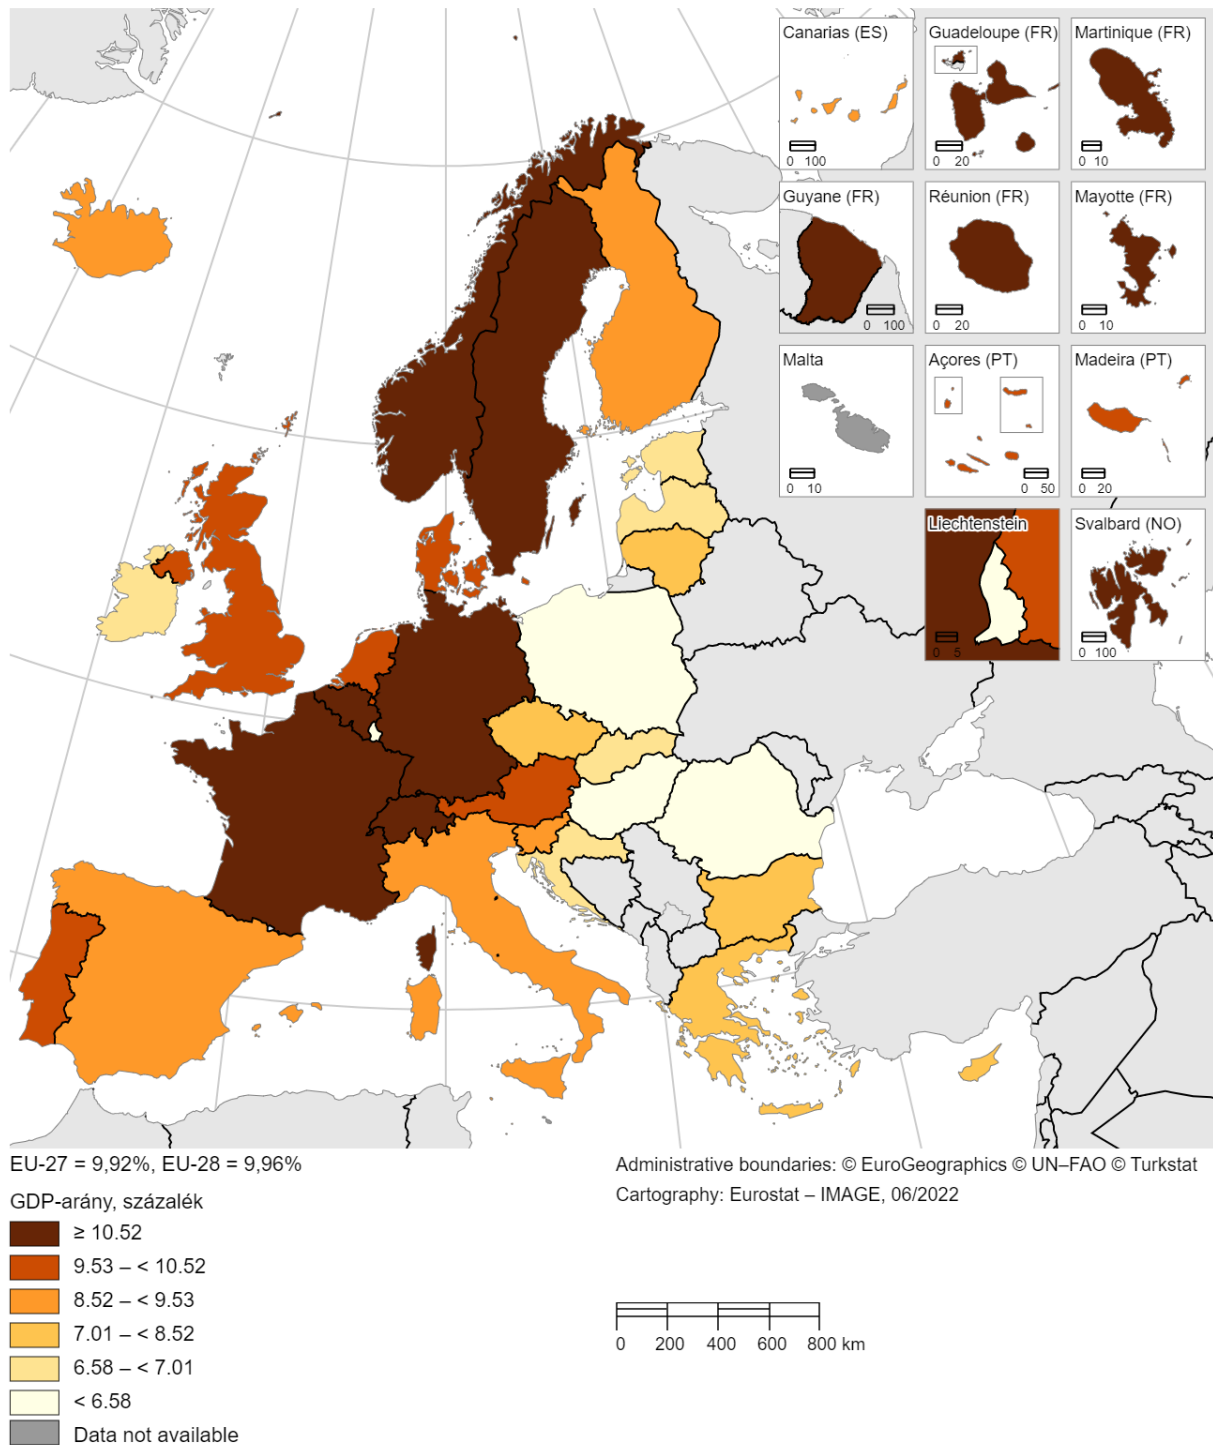 Canarias (ES)
0 100
Guadeloupe (FR)
0 20
Martinique (FR)
0 10
Guyane (FR)
0 100
Réunion (FR)
0 20
Mayotte (FR)
0 10
Malta
0 10
Açores (PT)
0 50
Madeira (PT)
0 20
Liechtenstein
0 5
Svalbard (NO)
0 100
EU-27 = 9,92%, EU-28 = 9,96%
GDP-arány, százalék
≥ 10.52
9.53 – < 10.52
8.52 – < 9.53
7.01 – < 8.52
6.58 – < 7.01
< 6.58
Data not available
Administrative boundaries: © EuroGeographics © UN–FAO © Turkstat
Cartography: Eurostat – IMAGE, 06/2022
0 200 400 600 800 km